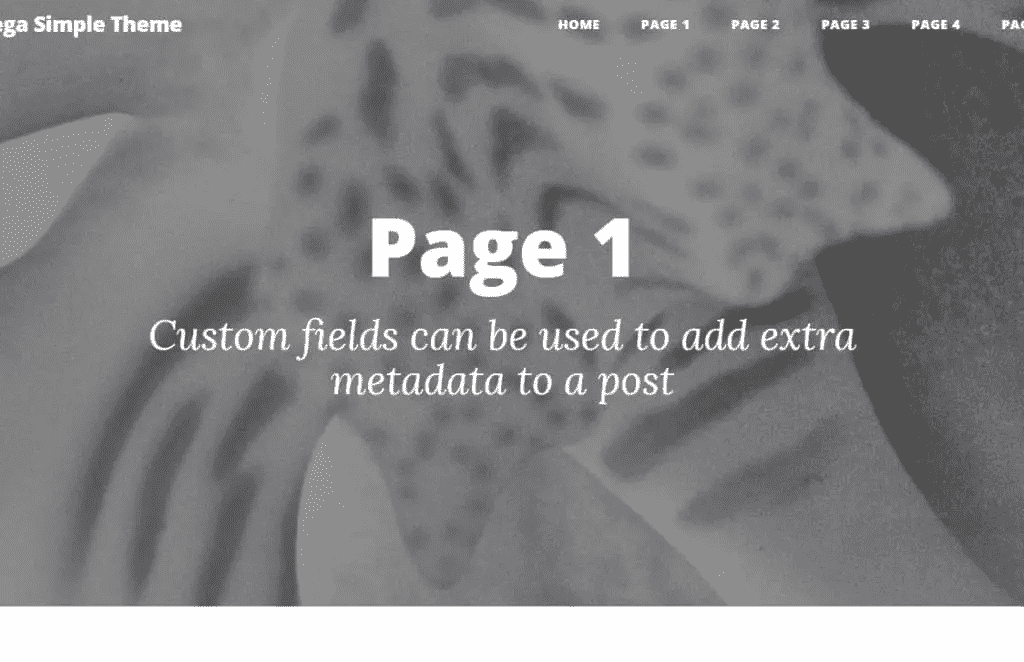 ega Simple Theme
HOME PAGE 1 PAGE 2 PAGE 3 PAGE 4 PAG
Page 1
Custom fields can be used to add extra
metadata to a post